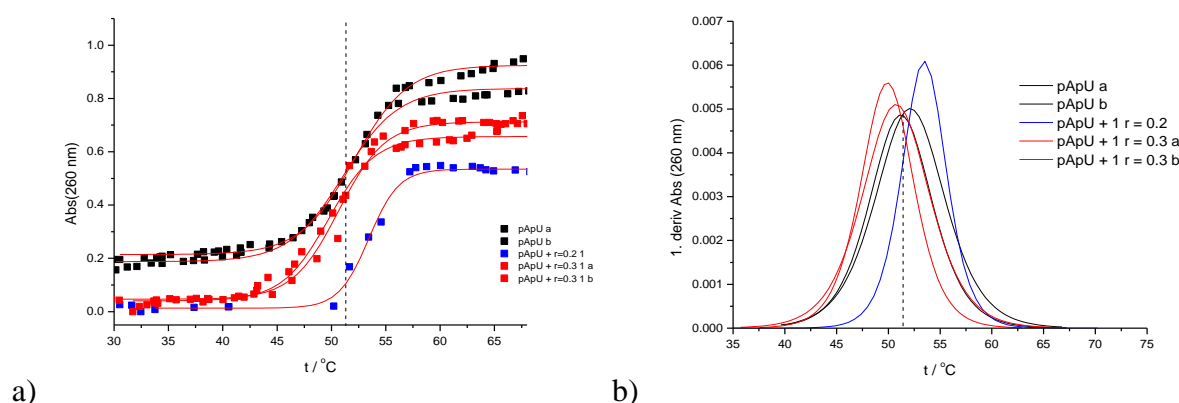 1.0
0.8
0.6
0.4
0.2
0.0
Abs(260 nm)
30 35 40 45 50 55 60 65
t / °C
pApU a
pApU b
pApU + r=0.2 1
pApU + r=0.3 1 a
pApU + r=0.3 1 b
a)
0.007
0.006
0.005
0.004
0.003
0.002
0.001
0.000
1. deriv Abs (260 nm)
35 40 45 50 55 60 65 70 75
t / °C
pApU a
pApU b
pApU + 1 r = 0.2
pApU + 1 r = 0.3 a
pApU + 1 r = 0.3 b
b)